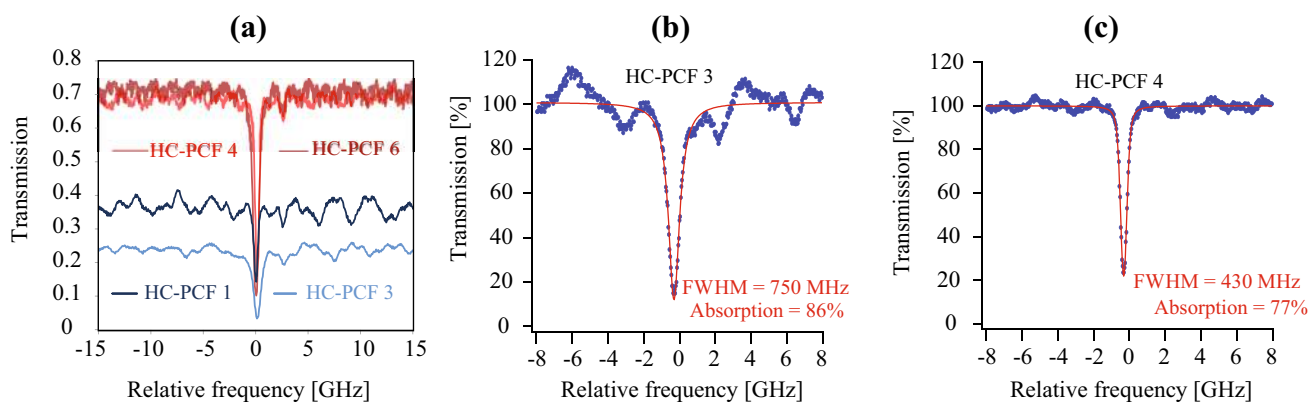 (a)
0.8
0.7
0.6
0.5
0.4
0.3
0.2
0.1
0
Transmission
HC-PCF 4
HC-PCF 6
HC-PCF 1
HC-PCF 3
-15 -10 -5 0 5 10 15
Relative frequency [GHz]
(b)
120
100
80
60
40
20
0
Transmission [%]
HC-PCF 3
FWHM = 750 MHz
Absorption = 86%
-8 -6 -4 -2 0 2 4 6 8
Relative frequency [GHz]
(c)
120
100
80
60
40
20
0
Transmission [%]
HC-PCF 4
FWHM = 430 MHz
Absorption = 77%
-8 -6 -4 -2 0 2 4 6 8
Relative frequency [GHz]